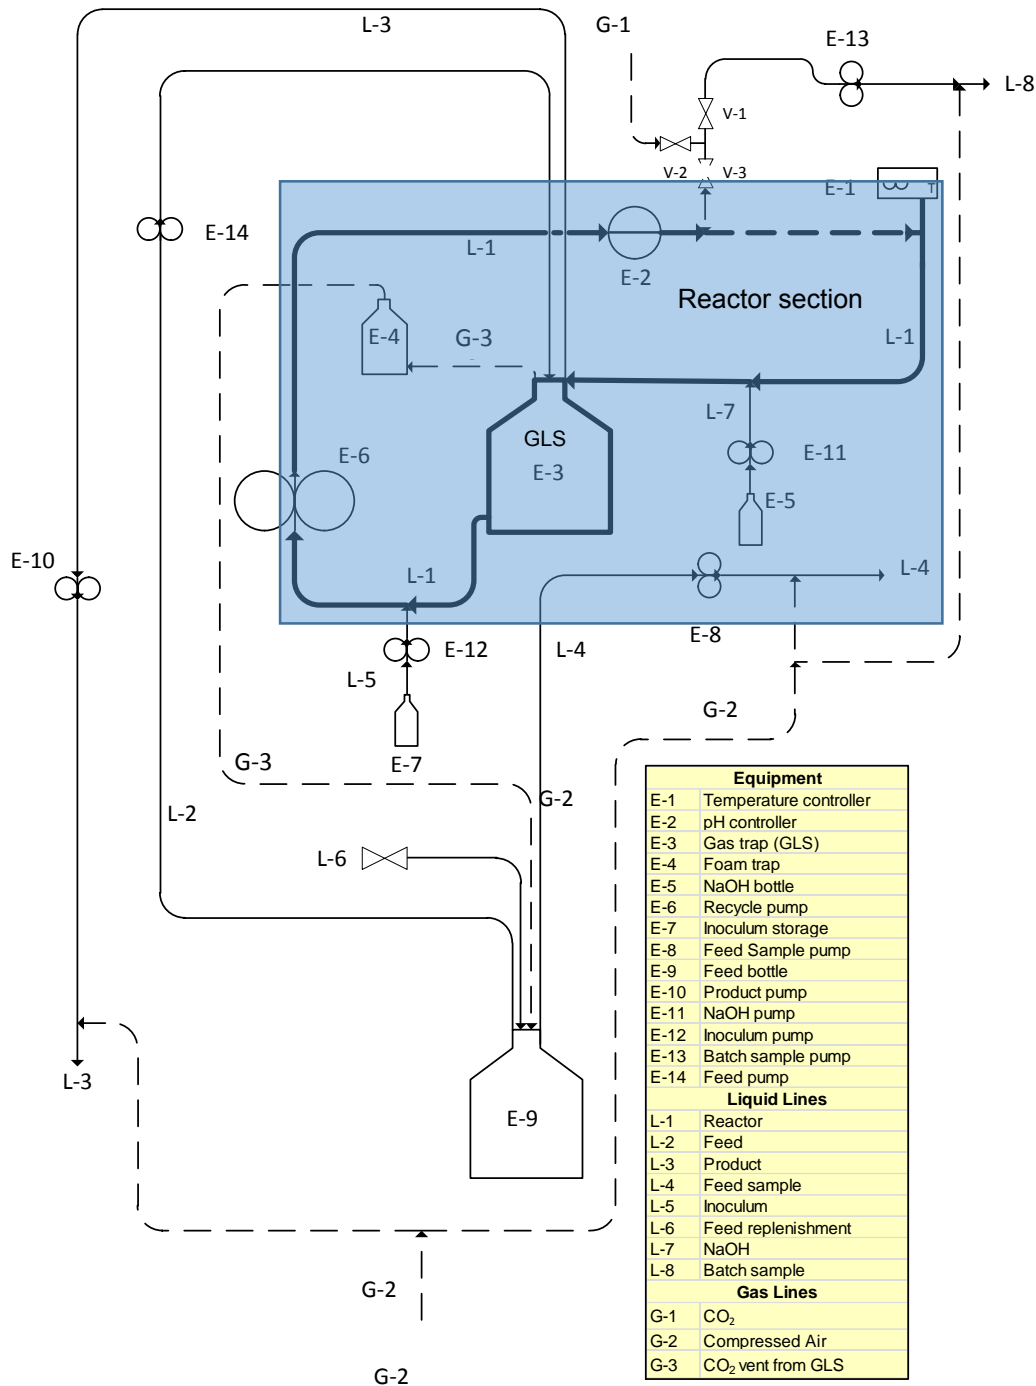 L-3
G-1
E-13
L-8
V-1
V-2
V-3
E-1
T
E-14
L-1
E-2
Reactor section
E-4
G-3
L-1
L-7
GLS
E-3
E-6
E-11
E-5
E-10
L-1
L-4
E-8
E-12
L-4
L-5
E-7
G-2
G-3
G-2
L-2
L-6
L-3
E-9
G-2
G-2
Equipment
E-1 Temperature controller
E-2 pH controller
E-3 Gas trap (GLS)
E-4 Foam trap
E-5 NaOH bottle
E-6 Recycle pump
E-7 Inoculum storage
E-8 Feed Sample pump
E-9 Feed bottle
E-10 Product pump
E-11 NaOH pump
E-12 Inoculum pump
E-13 Batch sample pump
E-14 Feed pump
Liquid Lines
L-1 Reactor
L-2 Feed
L-3 Product
L-4 Feed sample
L-5 Inoculum
L-6 Feed replenishment
L-7 NaOH
L-8 Batch sample
Gas Lines
G-1 CO₂
G-2 Compressed Air
G-3 CO₂ vent from GLS